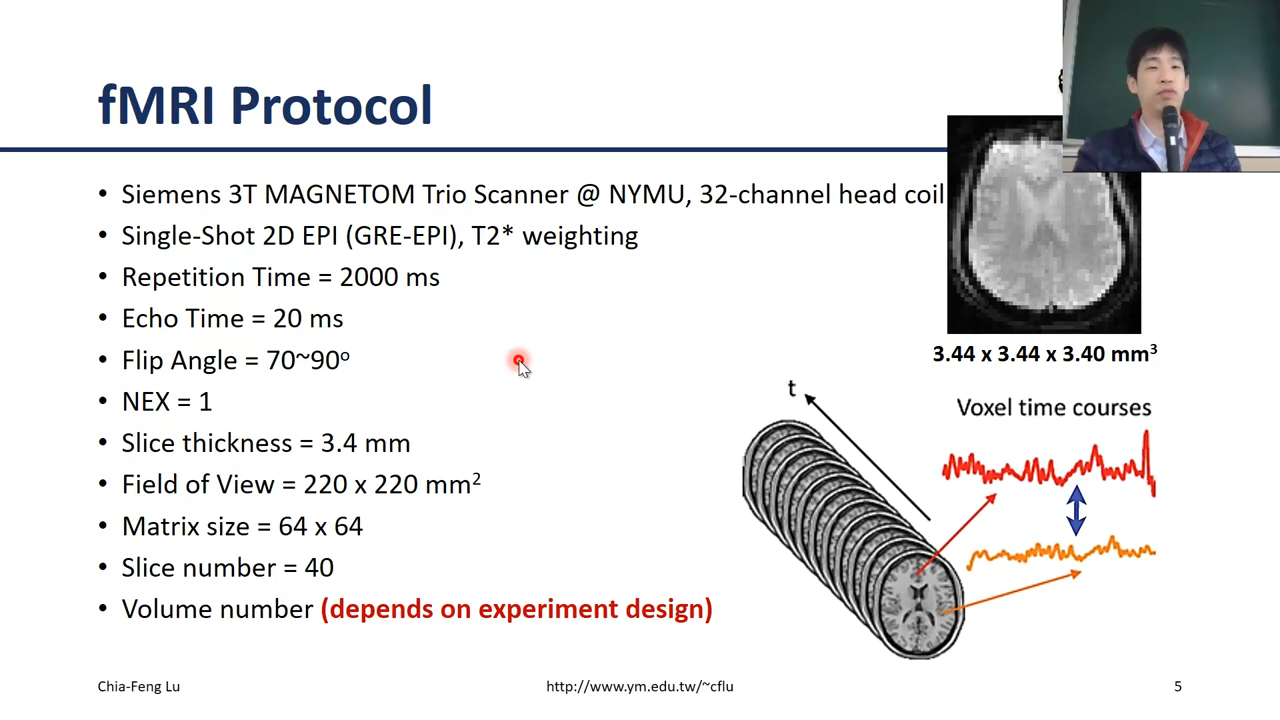 fMRI Protocol
• Siemens 3T MAGNETOM Trio Scanner @ NYMU, 32-channel head coil
• Single-Shot 2D EPI (GRE-EPI), T2* weighting
• Repetition Time = 2000 ms
• Echo Time = 20 ms
• Flip Angle = 70~90°
• NEX = 1
• Slice thickness = 3.4 mm
• Field of View = 220 x 220 mm²
• Matrix size = 64 x 64
• Slice number = 40
• Volume number (depends on experiment design)
3.44 x 3.44 x 3.40 mm³
t
Voxel time courses
Chia-Feng Lu
http://www.ym.edu.tw/~cflu
5